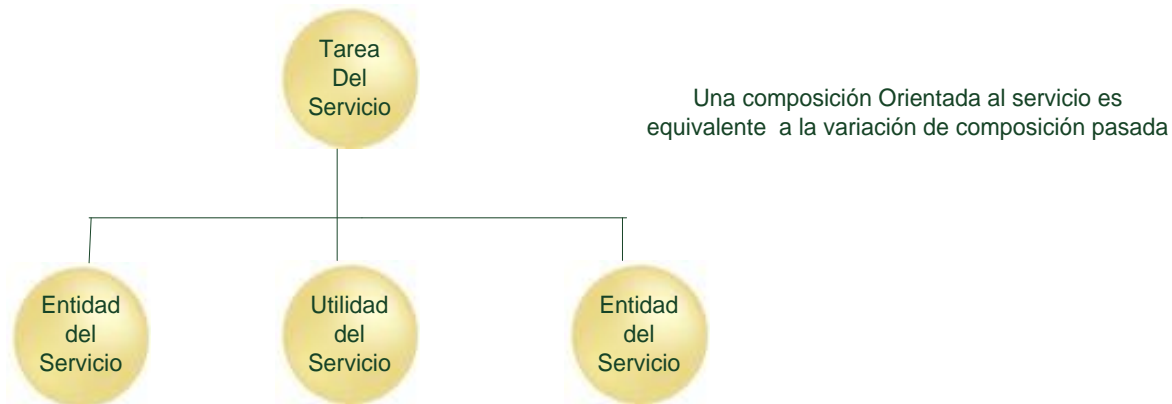 Tarea
Del
Servicio
Una composición Orientada al servicio es
equivalente a la variación de composición pasada
Entidad
del
Servicio
Utilidad
del
Servicio
Entidad
del
Servicio